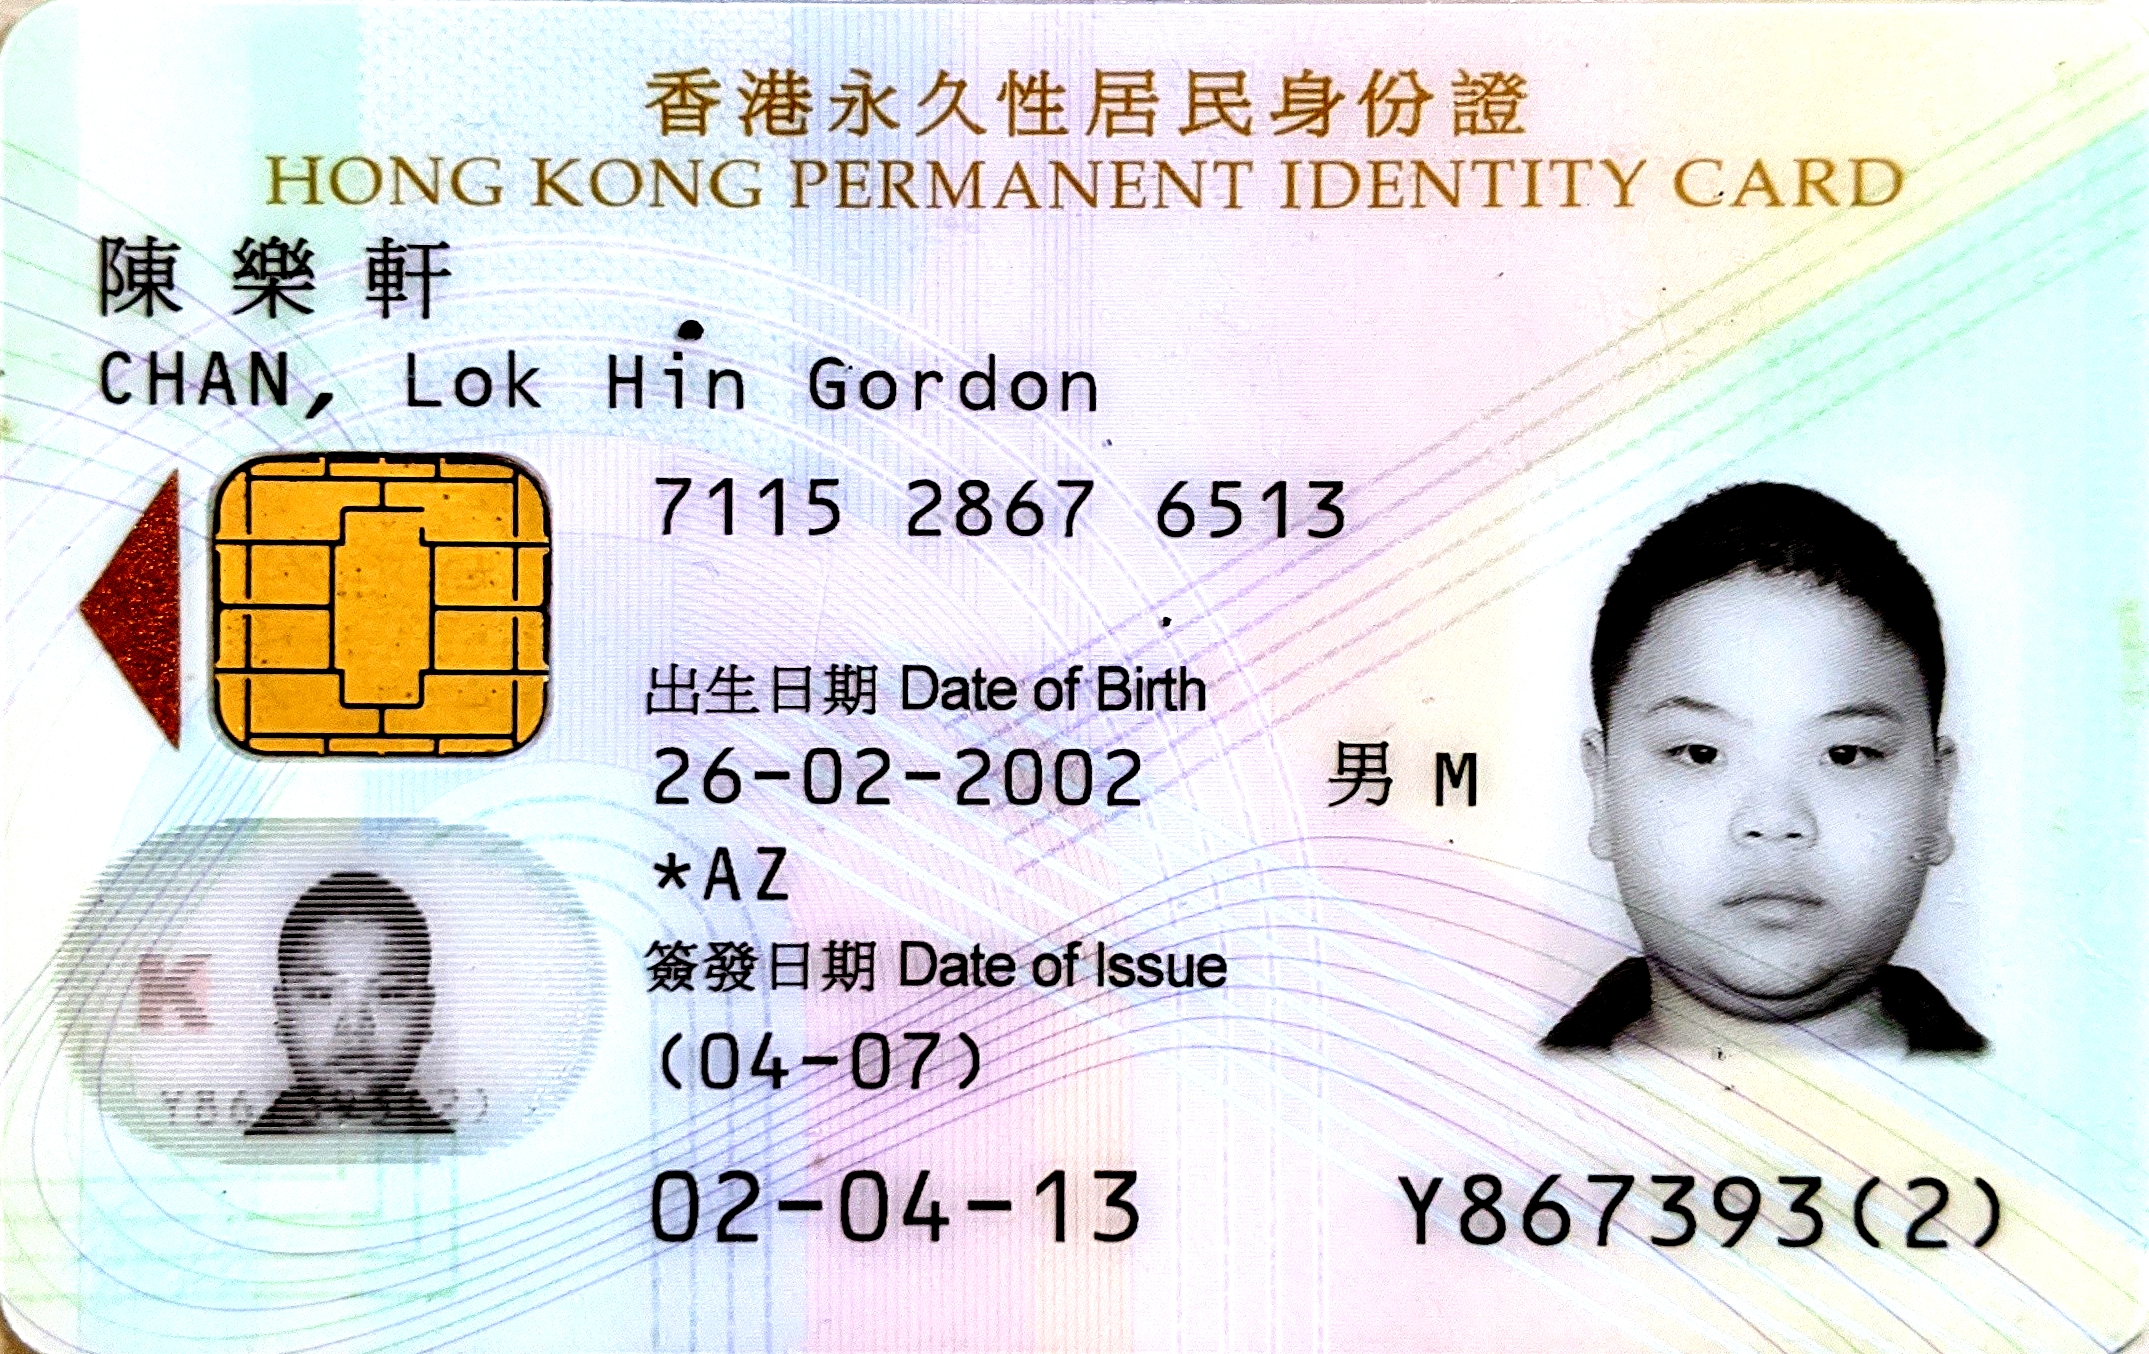 香港永久性居民身份證
HONG KONG PERMANENT IDENTITY CARD
陳樂軒
CHAN, Lok Hin Gordon
7115 2867 6513
出生日期 Date of Birth
26-02-2002 男 M
*AZ
簽發日期 Date of Issue
(04-07)
02-04-13
Y867393(2)
K